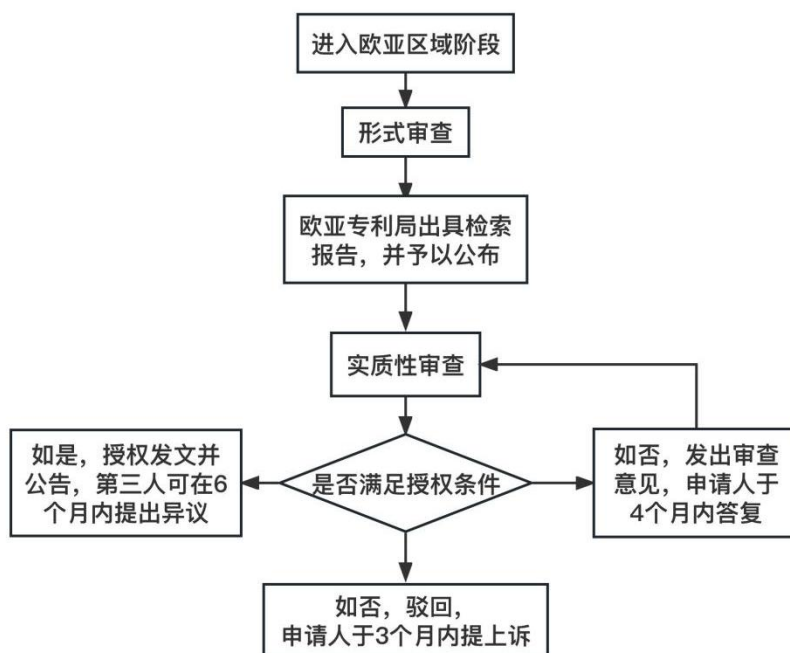 进入欧亚区域阶段
形式审查
欧亚专利局出具检索
报告，并予以公布
实质性审查
如是，授权发文并
公告，第三人可在6
个月内提出异议
是否满足授权条件
如否，发出审查
意见，申请人于
4个月内答复
如否，驳回，
申请人于3个月内提上诉